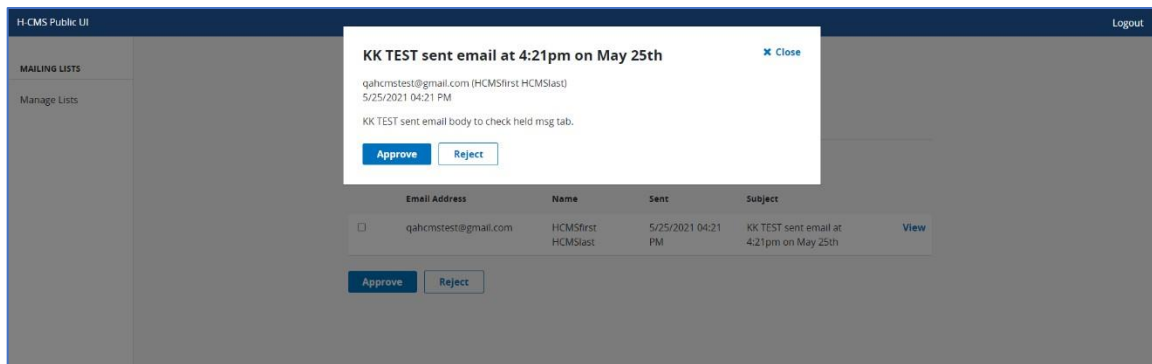 H-CMS Public UI
Logout
MAILING LISTS
Manage Lists
KK TEST sent email at 4:21pm on May 25th
✖ Close
qahcmstest@gmail.com (HCMSfirst HCMSlast)
5/25/2021 04:21 PM
KK TEST sent email body to check held msg tab.
Approve Reject
Email Address Name Sent Subject
qahcmstest@gmail.com HCMSfirst 5/25/2021 04:21 KK TEST sent email at View
HCMSlast PM 4:21pm on May 25th
Approve Reject